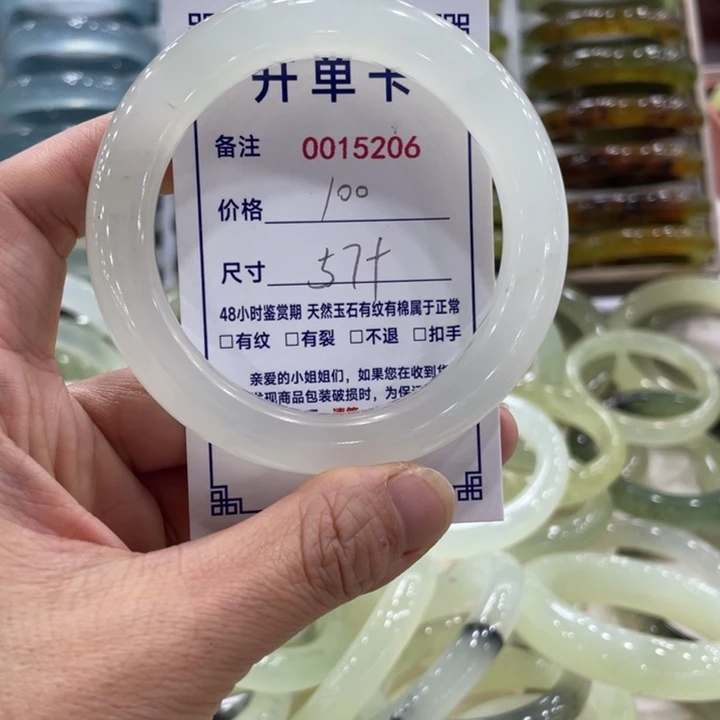 开单卡
备注 0015206
价格 100
尺寸 57+
48小时鉴赏期 天然玉石有纹有棉属于正常
□有纹 □有裂 □不退 □扣手
亲爱的小姐姐们，如果您在收到
发现商品包装破损时，为保